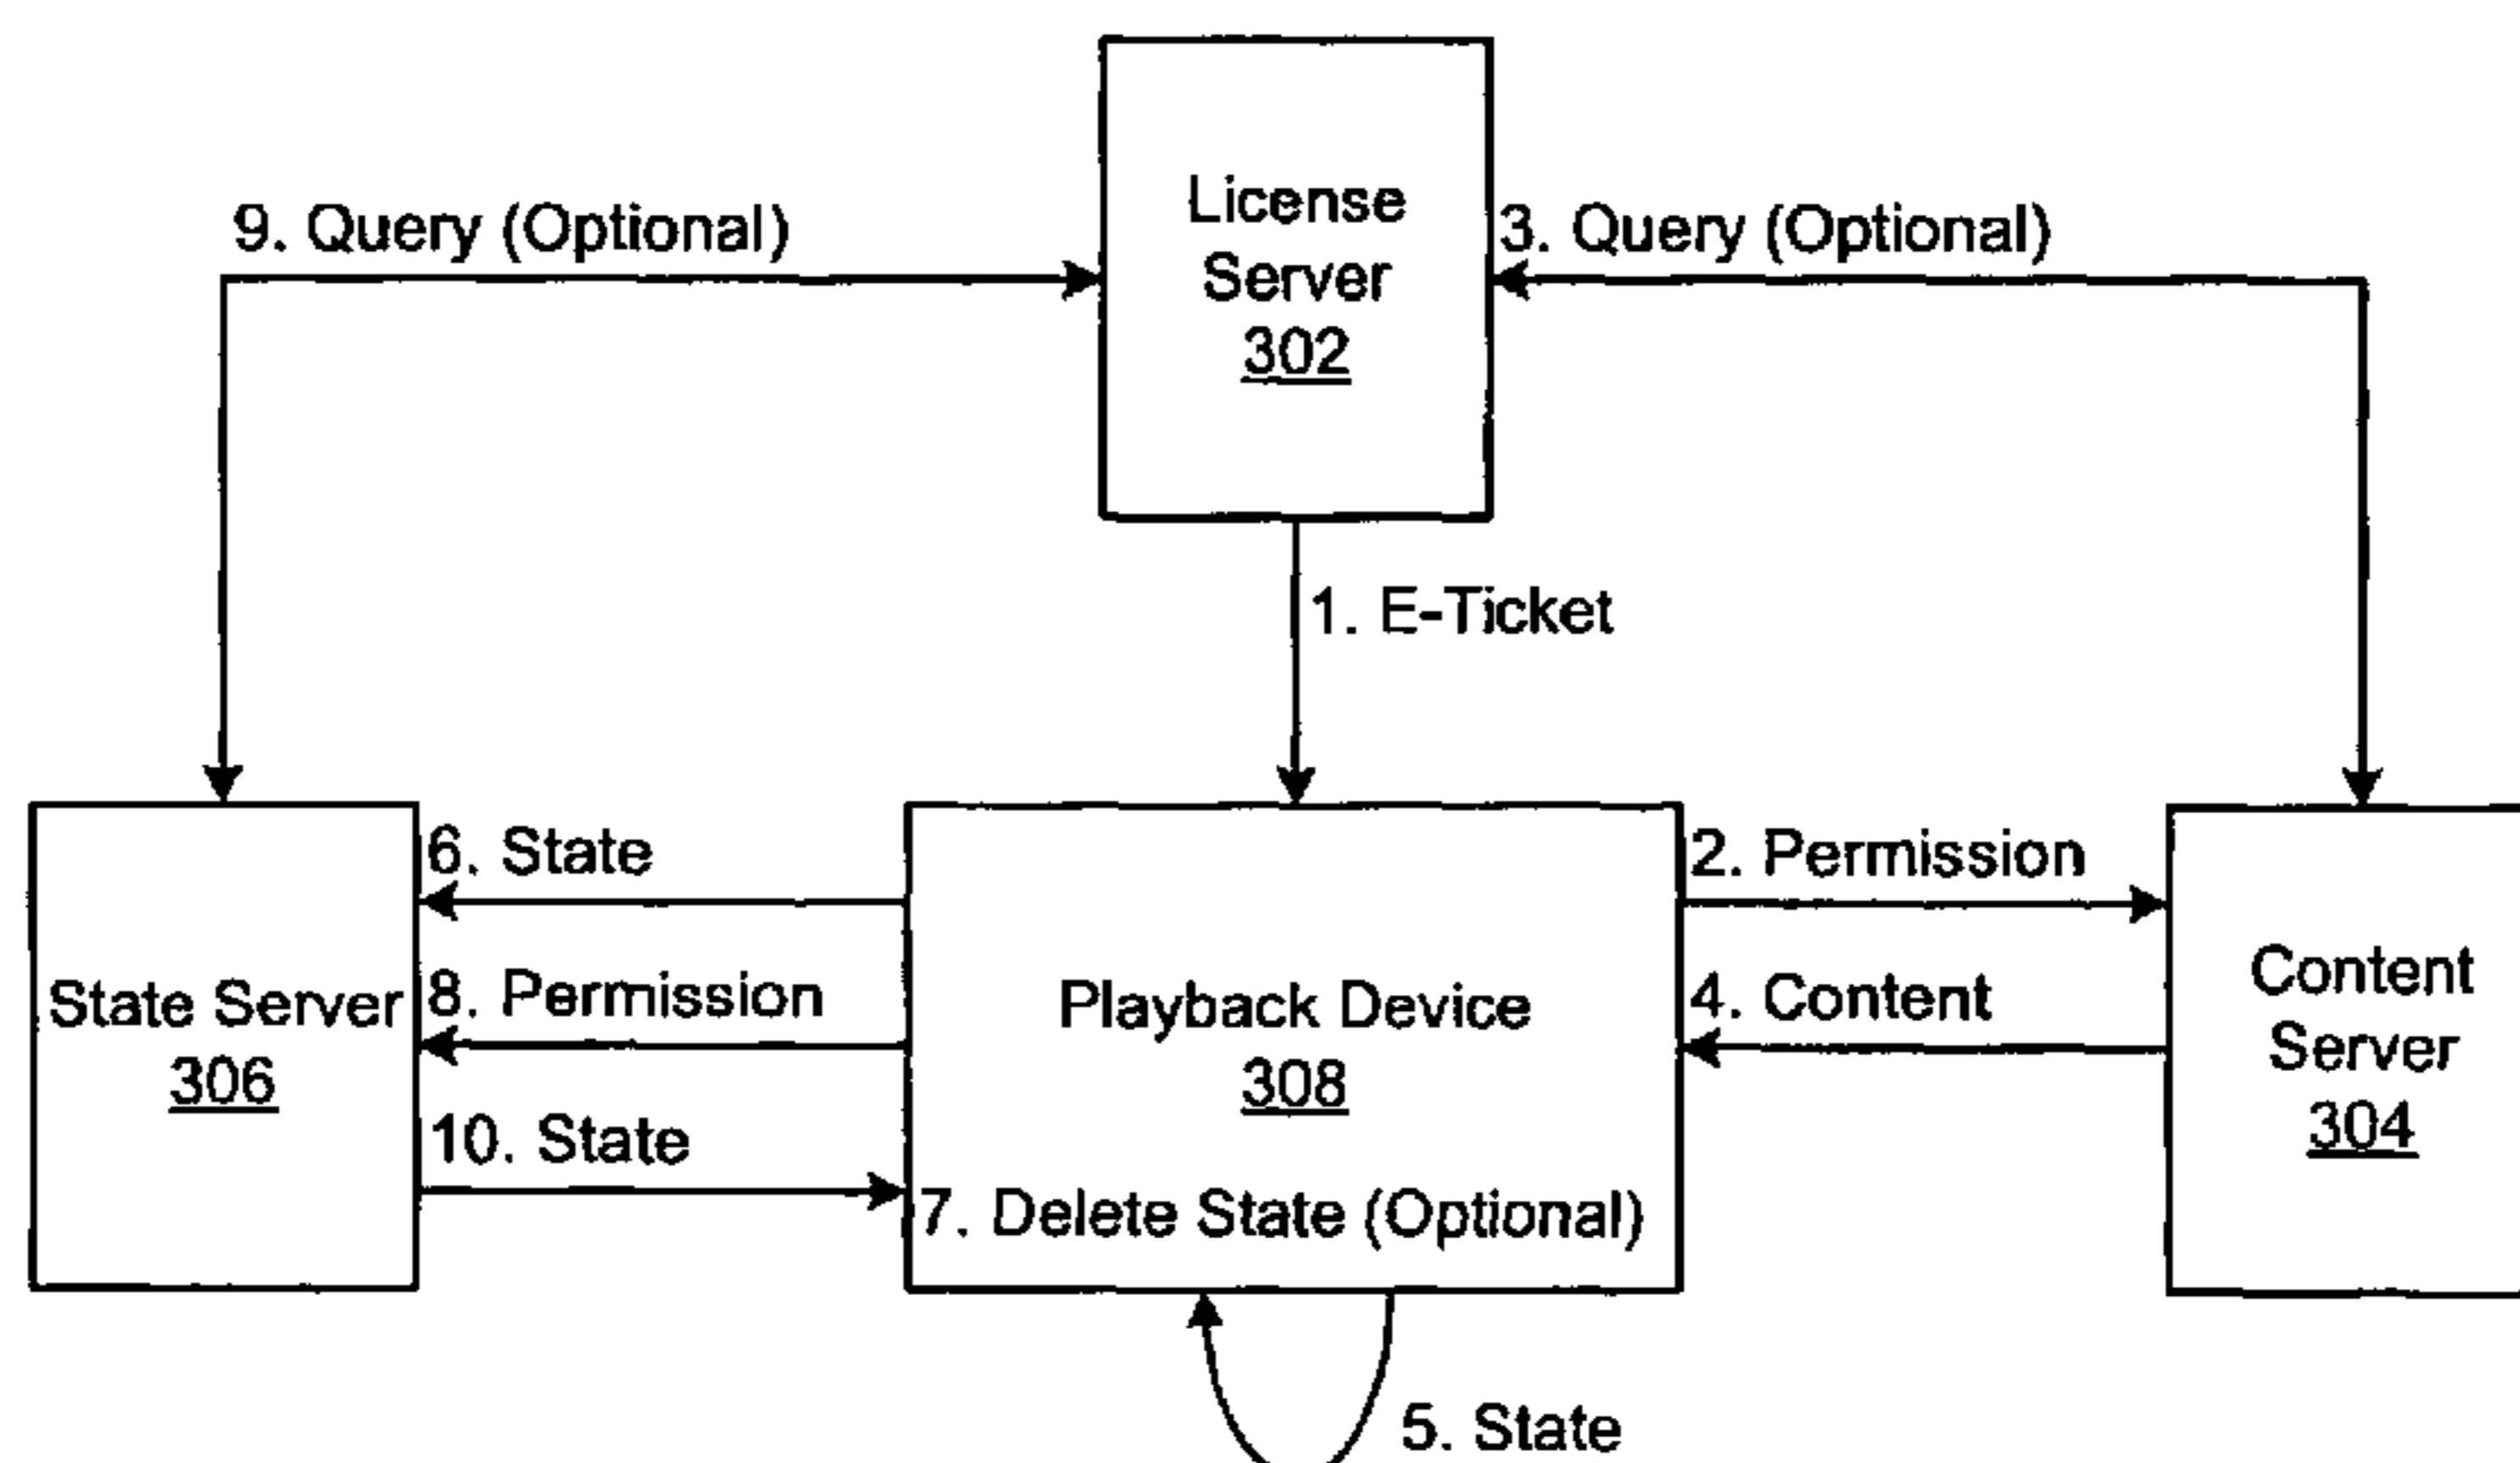 License
Server
302
9. Query (Optional)
3. Query (Optional)
1. E-Ticket
State Server
306
6. State
8. Permission
10. State
Playback Device
308
7. Delete State (Optional)
2. Permission
4. Content
Content
Server
304
5. State